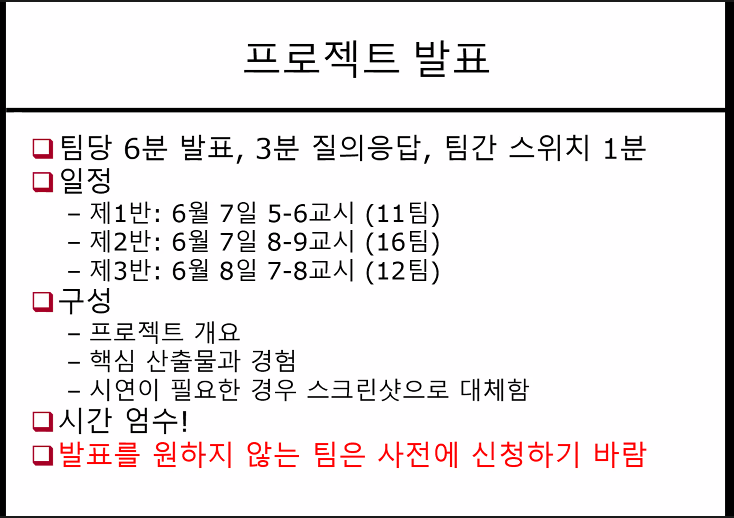 프로젝트 발표
❑팀당 6분 발표, 3분 질의응답, 팀간 스위치 1분
❑일정
– 제1반: 6월 7일 5-6교시 (11팀)
– 제2반: 6월 7일 8-9교시 (16팀)
– 제3반: 6월 8일 7-8교시 (12팀)
❑구성
– 프로젝트 개요
– 핵심 산출물과 경험
– 시연이 필요한 경우 스크린샷으로 대체함
❑시간 엄수!
❑발표를 원하지 않는 팀은 사전에 신청하기 바람